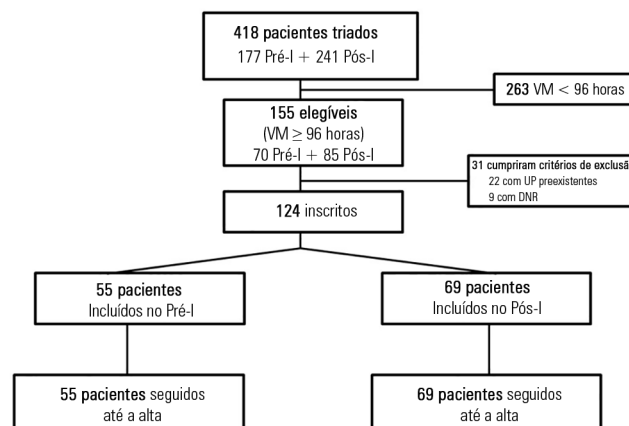 418 pacientes triados
177 Pré-I + 241 Pós-I
263 VM < 96 horas
155 elegíveis
(VM ≥ 96 horas)
70 Pré-I + 85 Pós-I
31 cumpriram critérios de exclusã
22 com UP preexistentes
9 com DNR
124 inscritos
55 pacientes
Incluídos no Pré-I
69 pacientes
Incluídos no Pós-I
55 pacientes seguidos
até a alta
69 pacientes seguidos
até a alta